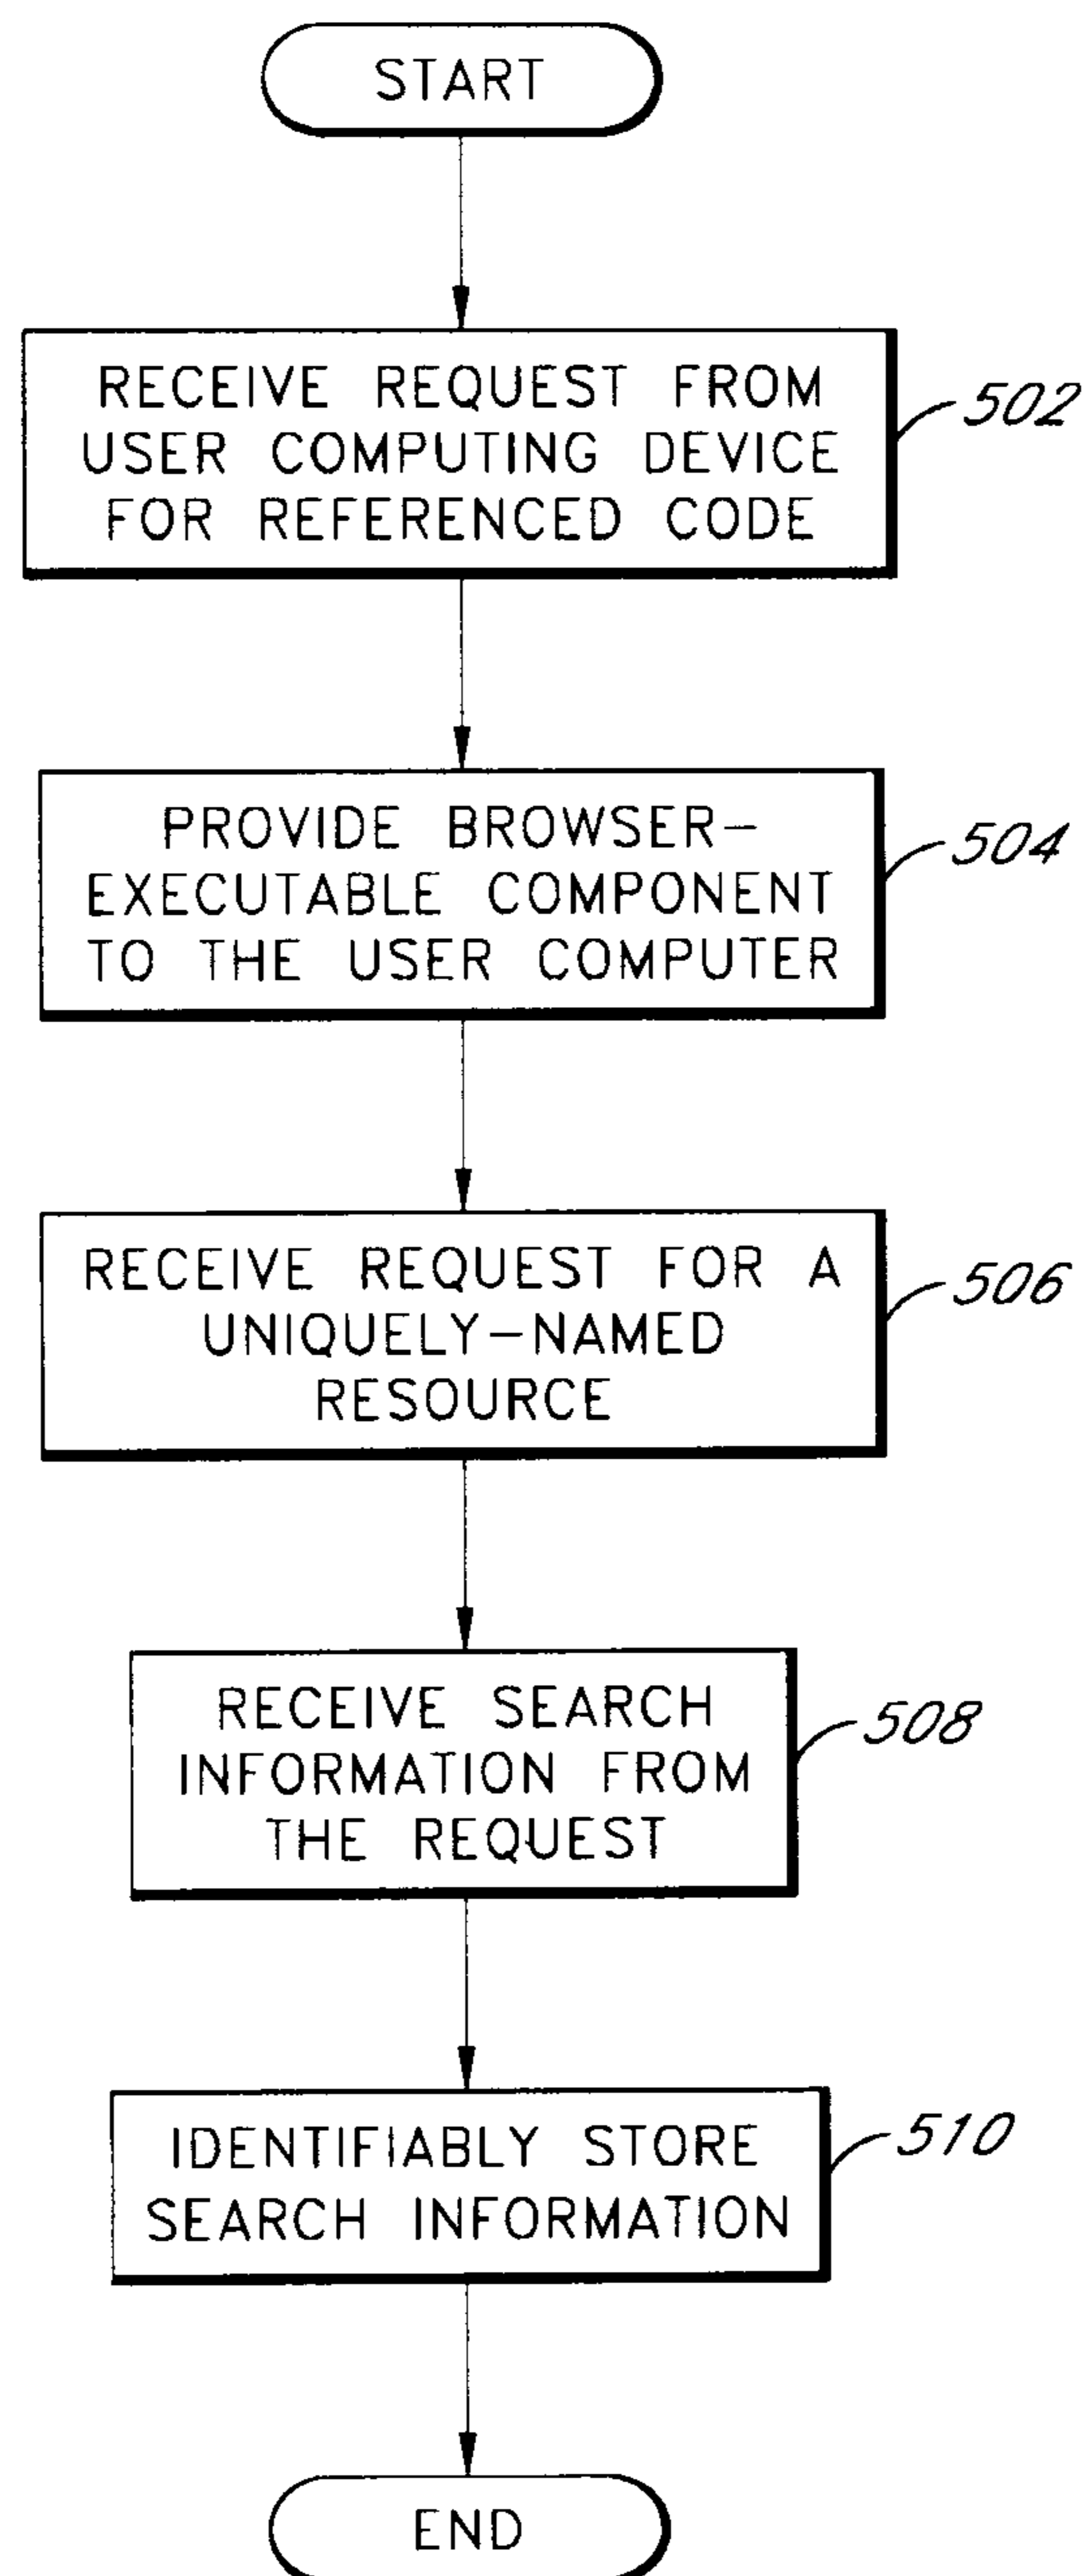 START
RECEIVE REQUEST FROM
USER COMPUTING DEVICE
FOR REFERENCED CODE
502
PROVIDE BROWSER-
EXECUTABLE COMPONENT
TO THE USER COMPUTER
504
RECEIVE REQUEST FOR A
UNIQUELY-NAMED
RESOURCE
506
RECEIVE SEARCH
INFORMATION FROM
THE REQUEST
508
IDENTIFIABLY STORE
SEARCH INFORMATION
510
END